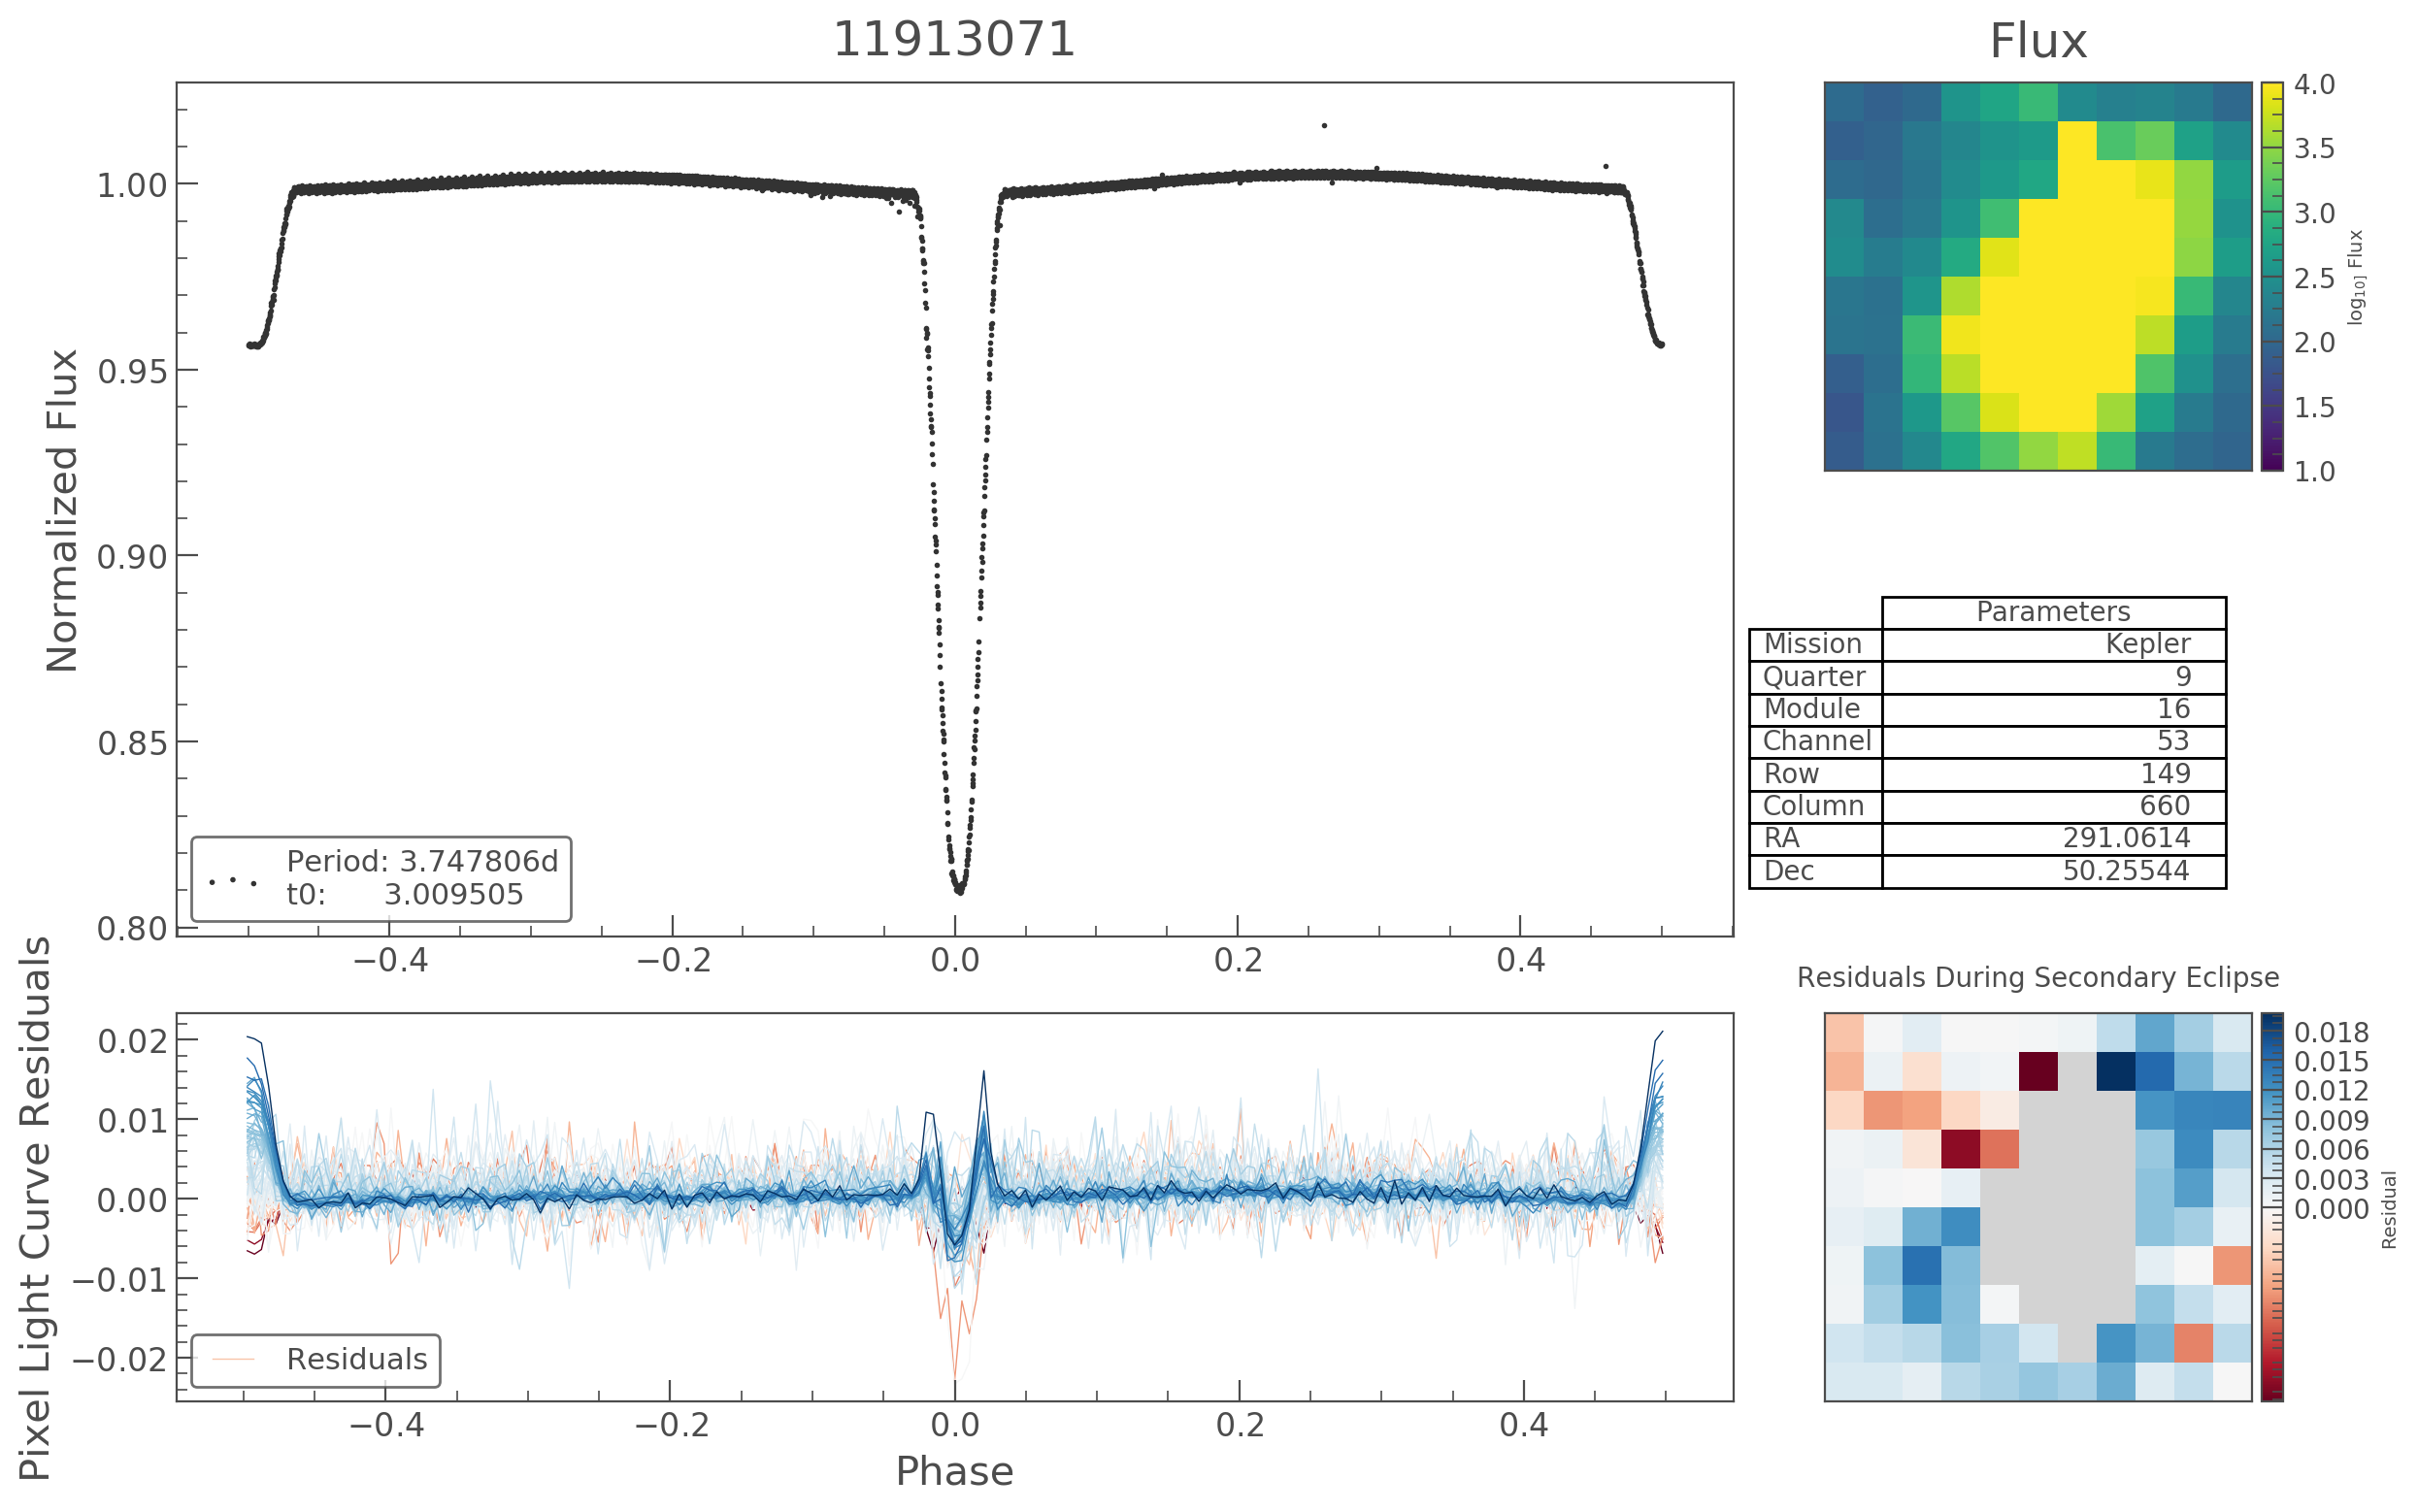 11913071
Normalized Flux
1.00
0.95
0.90
0.85
0.80
−0.4
−0.2
0.0
0.2
0.4
Period: 3.747806d
t0: 3.009505
Flux
4.0
3.5
3.0
2.5
2.0
1.5
1.0
log10] Flux
Parameters
Mission Kepler
Quarter 9
Module 16
Channel 53
Row 149
Column 660
RA 291.0614
Dec 50.25544
Pixel Light Curve Residuals
0.02
0.01
0.00
−0.01
−0.02
Residuals
−0.4
−0.2
0.0
0.2
0.4
Phase
Residuals During Secondary Eclipse
0.018
0.015
0.012
0.009
0.006
0.003
0.000
Residual